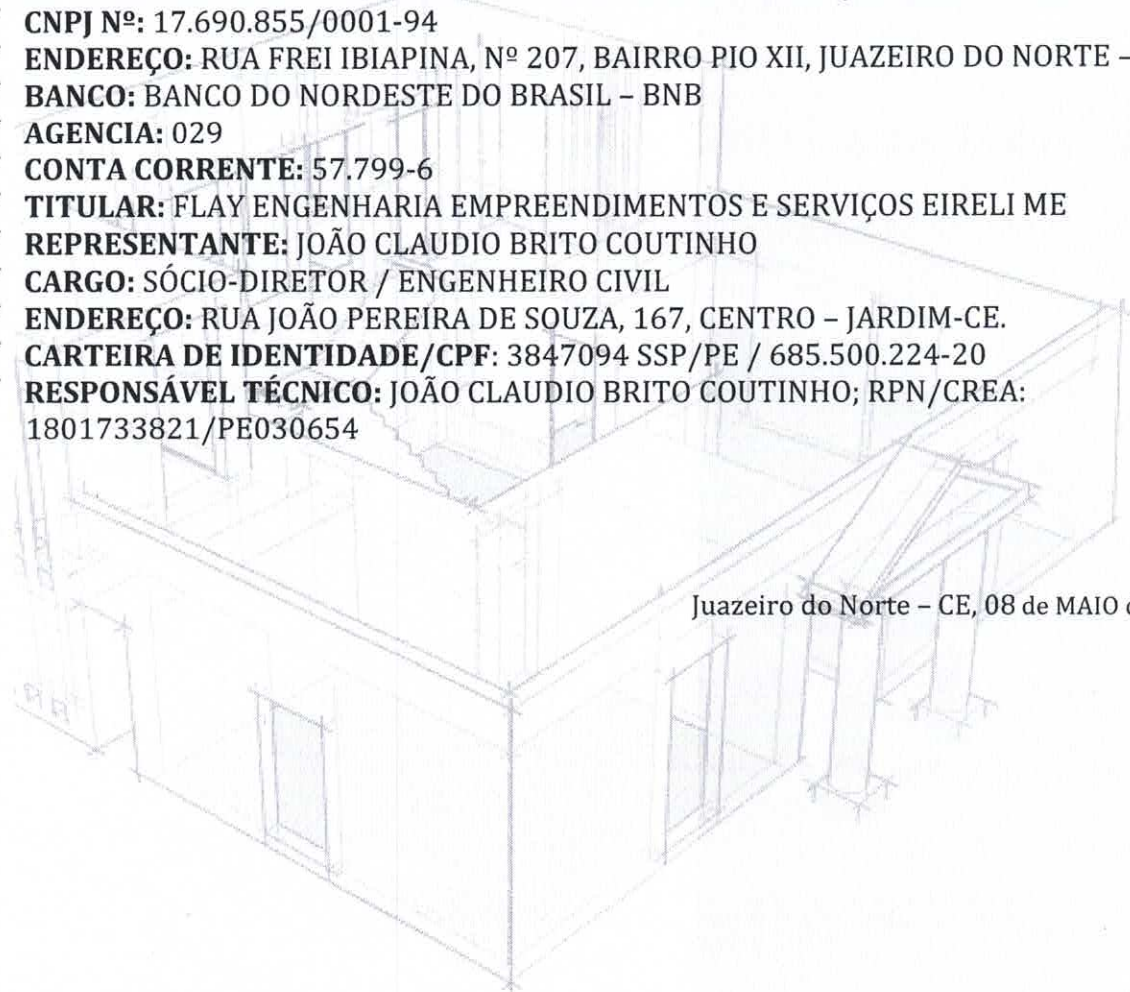 CNPJ Nº: 17.690.855/0001-94
ENDEREÇO: RUA FREI IBIAPINA, Nº 207, BAIRRO PIO XII, JUAZEIRO DO NORTE –
BANCO: BANCO DO NORDESTE DO BRASIL – BNB
AGENCIA: 029
CONTA CORRENTE: 57.799-6
TITULAR: FLAY ENGENHARIA EMPREENDIMENTOS E SERVIÇOS EIRELI ME
REPRESENTANTE: JOÃO CLAUDIO BRITO COUTINHO
CARGO: SÓCIO-DIRETOR / ENGENHEIRO CIVIL
ENDEREÇO: RUA JOÃO PEREIRA DE SOUZA, 167, CENTRO – JARDIM-CE.
CARTEIRA DE IDENTIDADE/CPF: 3847094 SSP/PE / 685.500.224-20
RESPONSÁVEL TÉCNICO: JOÃO CLAUDIO BRITO COUTINHO; RPN/CREA:
1801733821/PE030654
Juazeiro do Norte – CE, 08 de MAIO